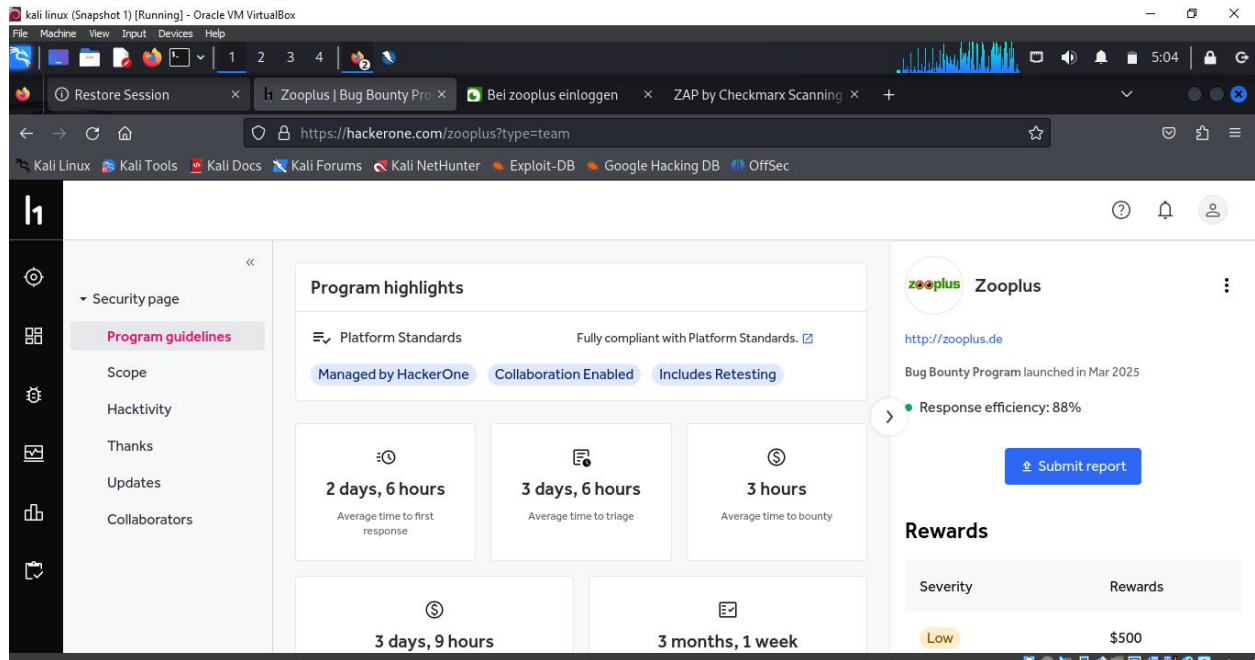 kali linux (Snapshot 1) [Running] - Oracle VM VirtualBox
File Machine View Input Devices Help
1 2 3 4
5:04
Restore Session
Zooplus | Bug Bounty Pro
Bei zooplus einloggen
ZAP by Checkmarx Scanning
https://hackerone.com/zooplus?type=team
Kali Linux Kali Tools Kali Docs Kali Forums Kali NetHunter Exploit-DB Google Hacking DB OffSec
h1
Security page
Program guidelines
Scope
Hacktivity
Thanks
Updates
Collaborators
Program highlights
Platform Standards
Fully compliant with Platform Standards.
Managed by HackerOne Collaboration Enabled Includes Retesting
2 days, 6 hours
Average time to first
response
3 days, 6 hours
Average time to triage
3 hours
Average time to bounty
3 days, 9 hours
3 months, 1 week
zooplus
Zooplus
http://zooplus.de
Bug Bounty Program launched in Mar 2025
Response efficiency: 88%
Submit report
Rewards
Severity Rewards
Low $500